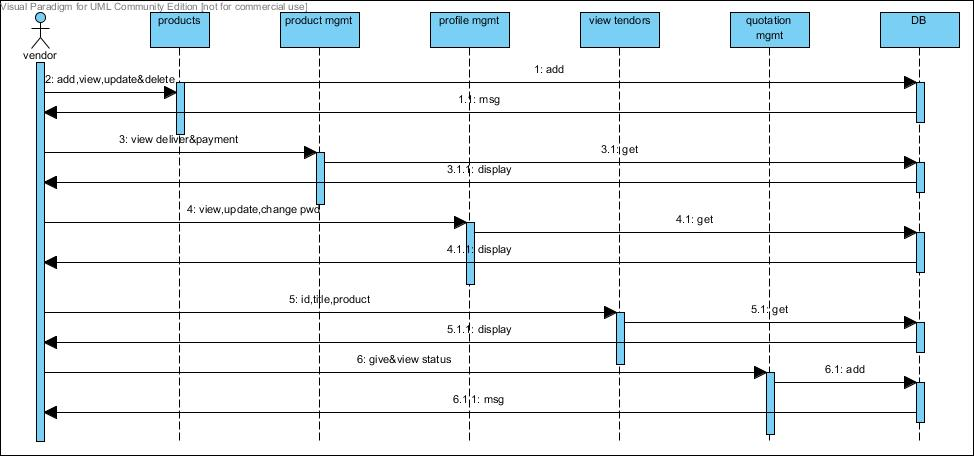 Visual Paradigm for UML Community Edition [not for commercial use]
products
product mgmt
profile mgmt
view tendors
quotation
mgmt
DB
vendor
1: add
2: add,view,update&delete
1.1: msg
3: view deliver&payment
3.1: get
3.1.1: display
4: view,update,change pwd
4.1: get
4.1.1: display
5: id,title,product
5.1: get
5.1.1: display
6: give&view status
6.1: add
6.1.1: msg